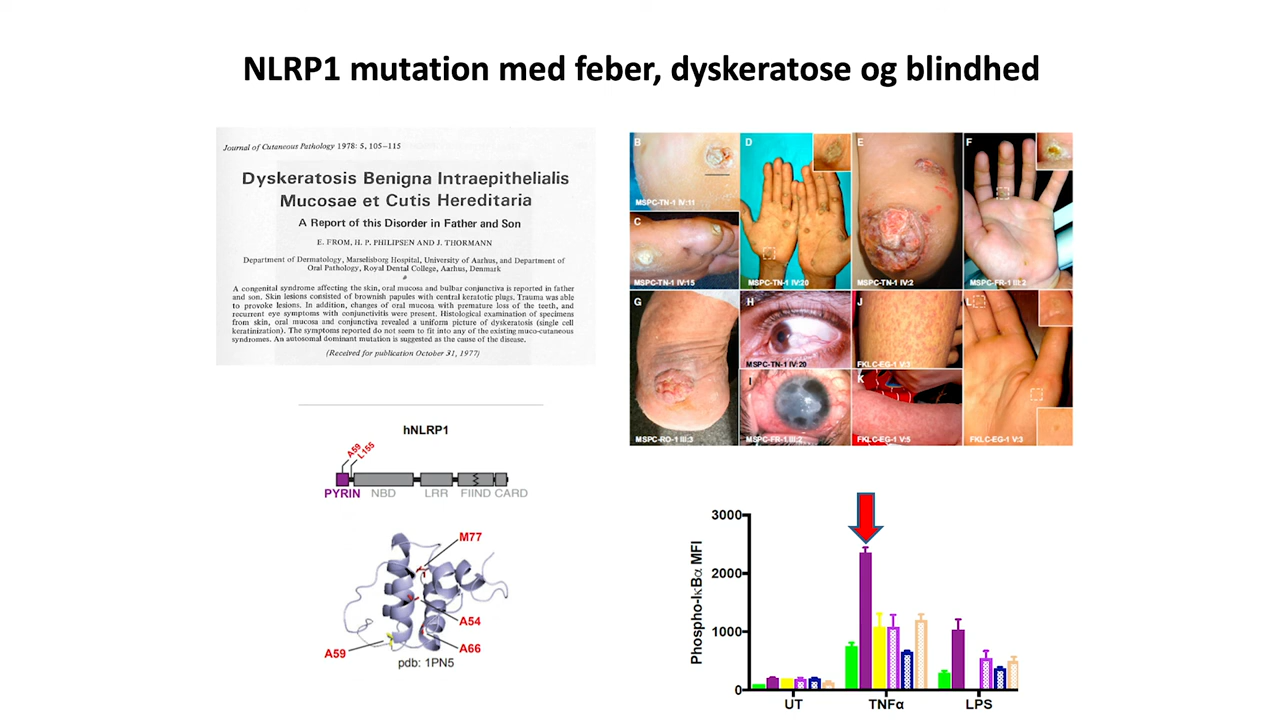 NLRP1 mutation med feber, dyskeratose og blindhed
Journal of Cutaneous Pathology 1978: 5, 105–115
Dyskeratosis Benigna Intraepithelialis
Mucosae et Cutis Hereditaria
A Report of this Disorder in Father and Son
E. FROM, H. P. PHILIPSEN AND J. THORMANN
Department of Dermatology, Marselisborg Hospital, University of Aarhus, and Department of
Oral Pathology, Royal Dental College, Aarhus, Denmark
A congenital syndrome affecting the skin, oral mucosa and bulbar conjunctiva is reported in father
and son. Skin lesions consisted of brownish papules with central keratotic plugs. Trauma was able
to provoke lesions. In addition, changes of oral mucosa with premature loss of the teeth, and
recurrent eye symptoms with conjunctivitis were present. Histological examination of specimens
from skin, oral mucosa and conjunctiva revealed a uniform picture of dyskeratosis (single cell
keratinization). The symptoms reported do not seem to fit into any of the existing muco-cutaneous
syndromes. An autosomal dominant mutation is suggested as the cause of the disease.
(Received for publication October 31, 1977)
hNLRP1
A59
L155
PYRIN NBD LRR FIIND CARD
M77
A54
A66
A59
pdb: 1PN5
B
MSPC-TN-1 IV:11
C
MSPC-TN-1 IV:15
D
MSPC-TN-1 IV:20
E
MSPC-TN-1 IV:2
F
MSPC-FR-1 III:2
G
MSPC-RO-1 III:3
H
MSPC-TN-1 IV:20
I
MSPC-FR-1 III:2
J
FKLC-EG-1 V:3
K
FKLC-EG-1 V:5
L
FKLC-EG-1 V:3
Phospho-IκBα MFI
3000
2000
1000
0
UT TNFα LPS